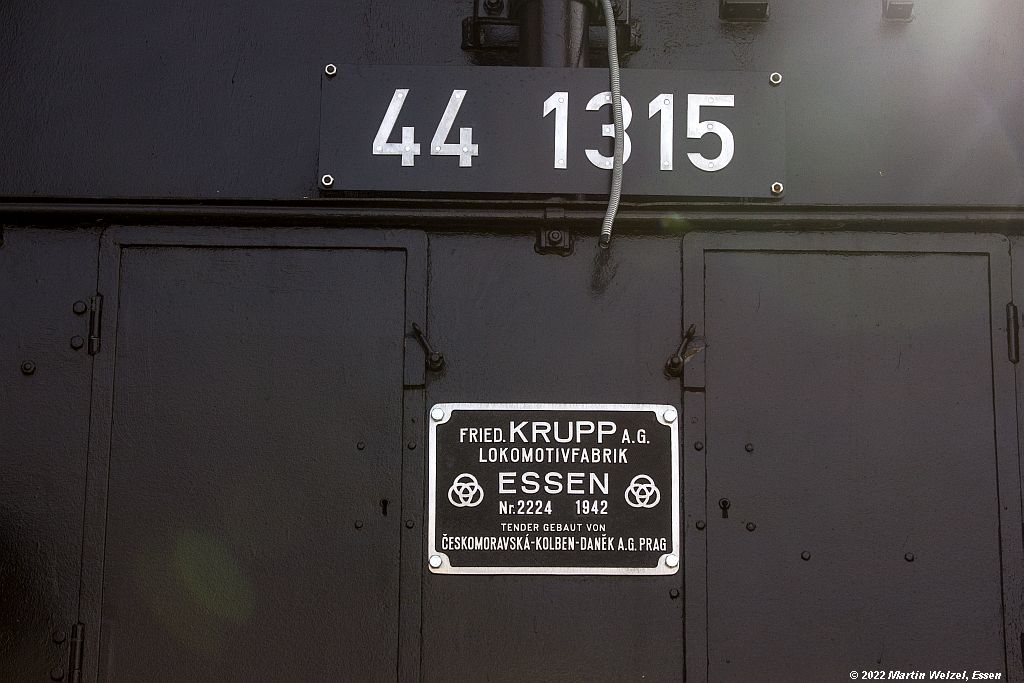 44 1315
FRIED. KRUPP A.G.
LOKOMOTIVFABRIK
ESSEN
Nr. 2224 1942
TENDER GEBAUT VON
ČESKOMORAVSKÁ-KOLBEN-DANĚK A.G. PRAG
© 2022 Martin Welzel, Essen